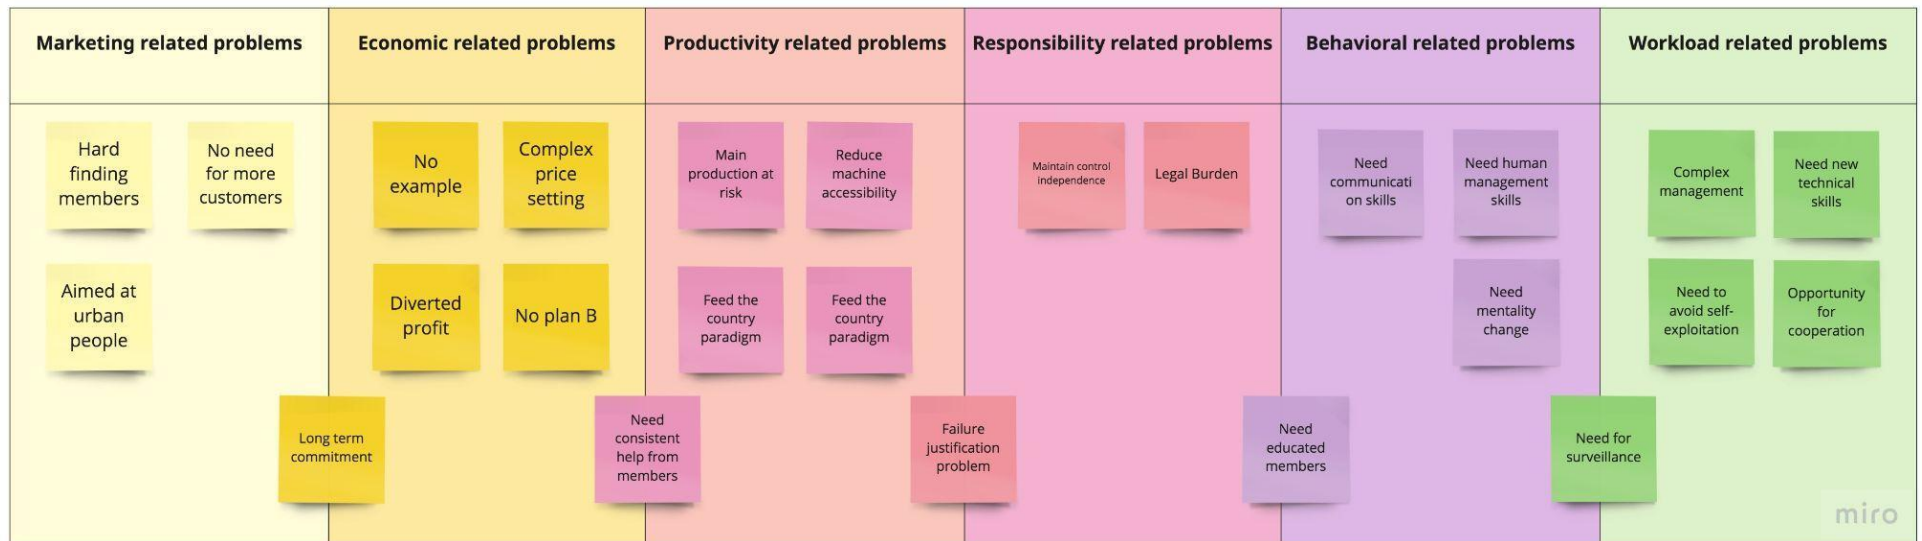 Marketing related problems
Economic related problems
Productivity related problems
Responsibility related problems
Behavioral related problems
Workload related problems
Hard
finding
members
No need
for more
customers
Aimed at
urban
people
Long term
commitment
No
example
Complex
price
setting
Diverted
profit
No plan B
Need
consistent
help from
members
Main
production at
risk
Reduce
machine
accessibility
Feed the
country
paradigm
Feed the
country
paradigm
Failure
justification
problem
Maintain control
independence
Legal Burden
Need
educated
members
Need
communicati
on skills
Need human
management
skills
Need
mentality
change
Need for
surveillance
Complex
management
Need new
technical
skills
Need to
avoid self-
exploitation
Opportunity
for
cooperation
miro